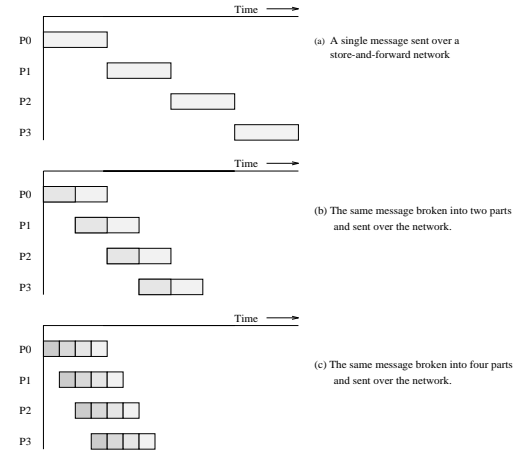 Time
P0
P1
P2
P3
(a) A single message sent over a
store-and-forward network
Time
P0
P1
P2
P3
(b) The same message broken into two parts
and sent over the network.
Time
P0
P1
P2
P3
(c) The same message broken into four parts
and sent over the network.